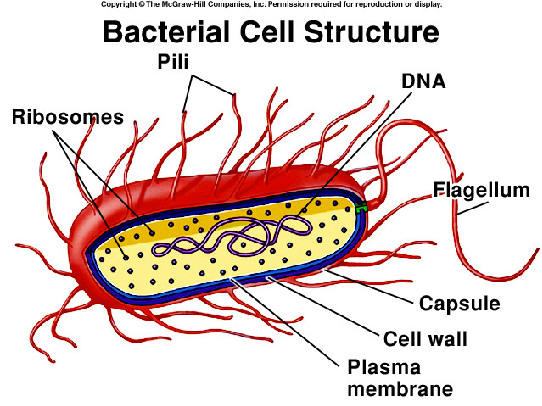 Copyright © The McGraw-Hill Companies, Inc. Permission required for reproduction or display.
Bacterial Cell Structure
Pili
DNA
Ribosomes
Flagellum
Capsule
Cell wall
Plasma
membrane